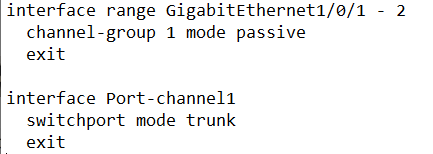 interface range GigabitEthernet1/0/1 - 2
  channel-group 1 mode passive
  exit

interface Port-channel1
  switchport mode trunk
  exit